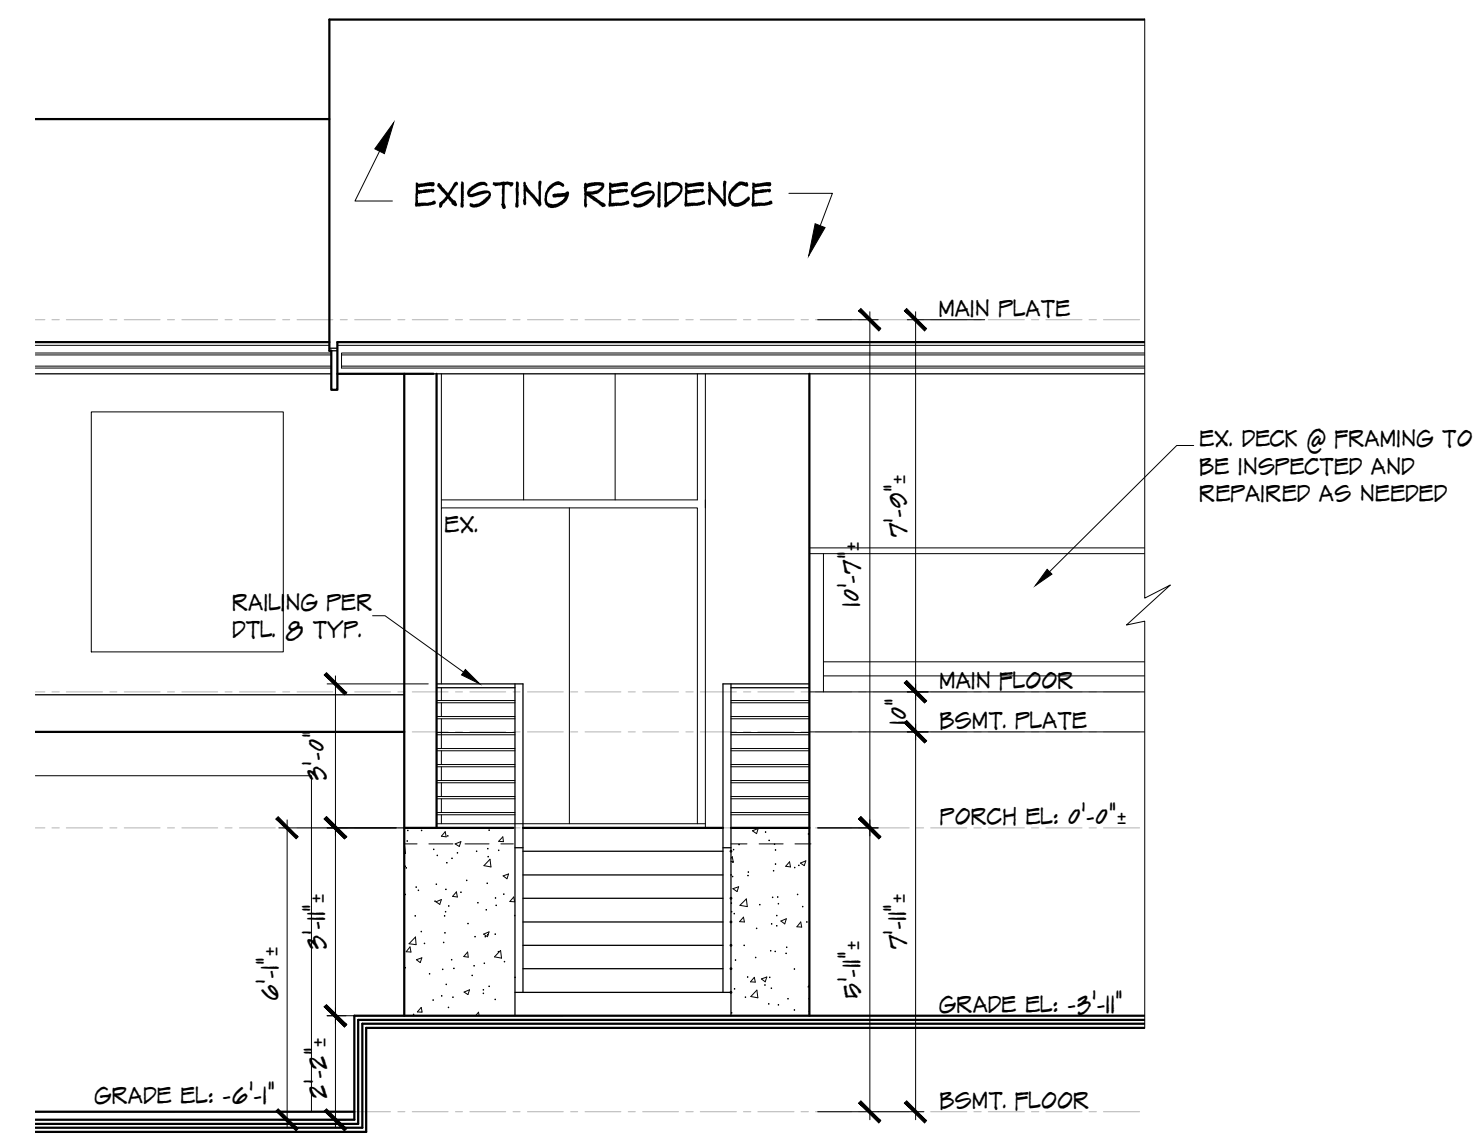 EXISTING RESIDENCE
MAIN PLATE
EX. DECK @ FRAMING TO
BE INSPECTED AND
REPAIRED AS NEEDED
7'-9"±
EX.
10'-7"±
RAILING PER
DTL. 8 TYP.
MAIN FLOOR
10"
BSMT. PLATE
3'-0"
PORCH EL: 0'-0"±
3'-11"±
7'-11"±
6'-1"±
5'-11"±
GRADE EL: -3'-11"
2'-2"±
GRADE EL: -6'-1"
BSMT. FLOOR